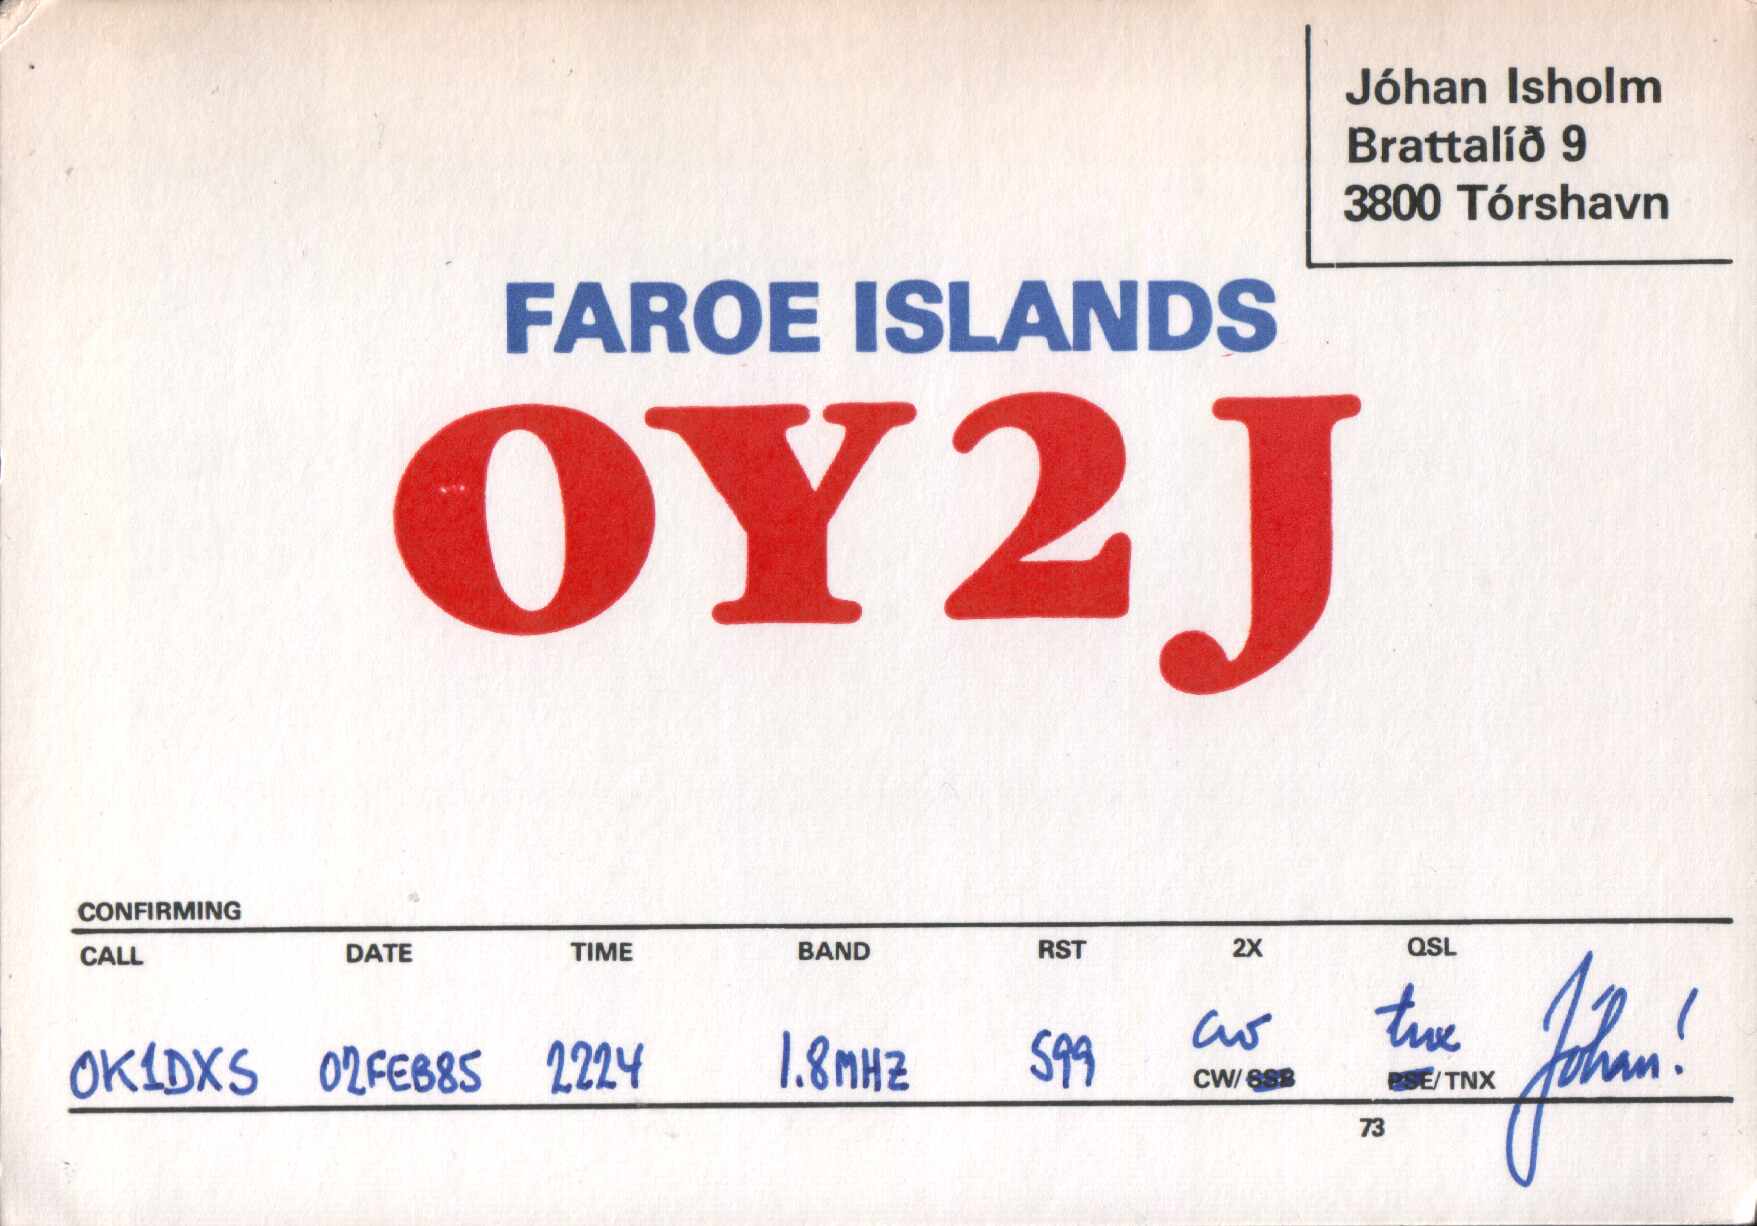 Jóhan Isholm
Brattalíð 9
3800 Tórshavn
FAROE ISLANDS
OY2J
CONFIRMING
CALL DATE TIME BAND RST 2X QSL
OK1DXS 02FEB85 2224 1.8MHZ 599 cw tnx Jóhan!
CW/SSB PSE/TNX
73